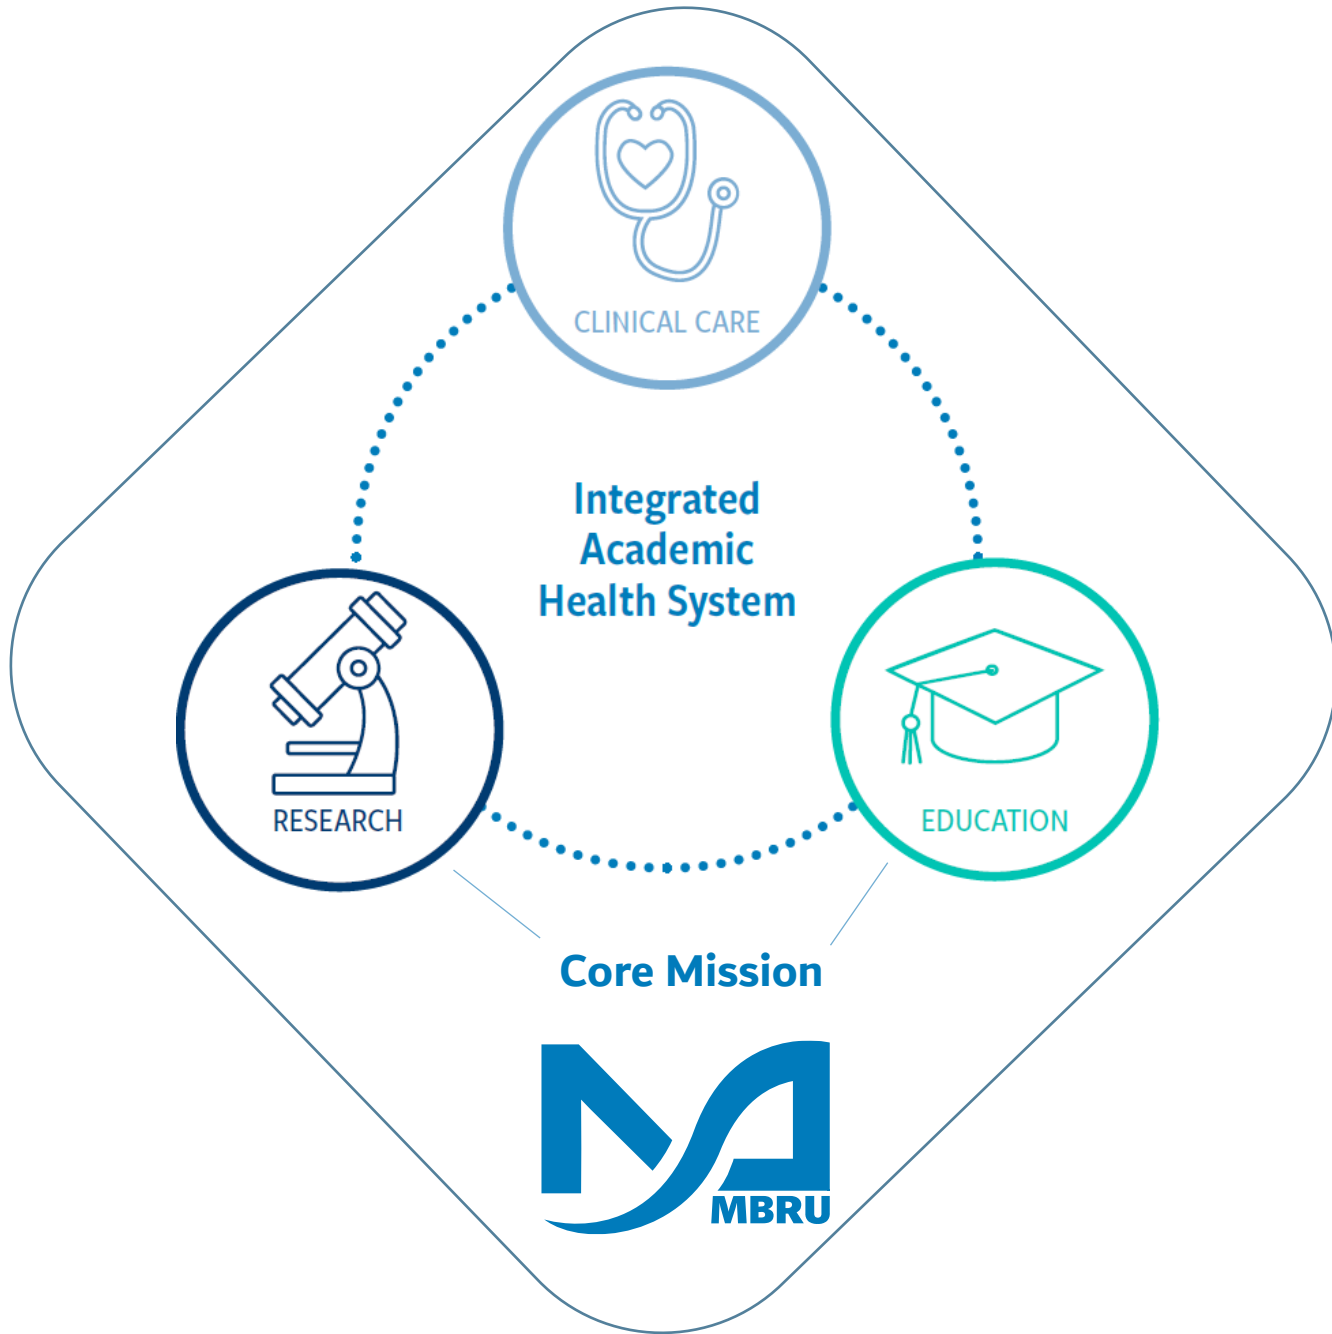 CLINICAL CARE
Integrated
Academic
Health System
RESEARCH
EDUCATION
Core Mission
MBRU